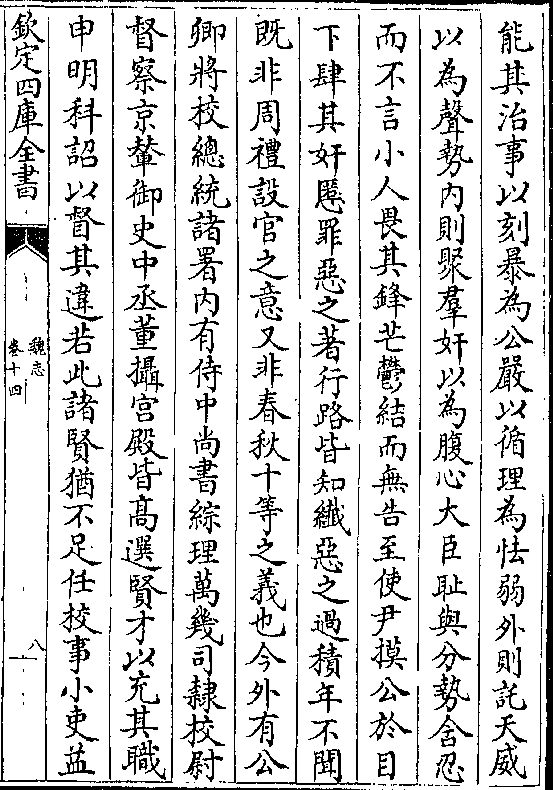 能其治事以刻暴為公嚴以循理為怯弱外則託天威
以為聲勢内則聚羣奸以為腹心大臣耻與分勢含忍
而不言小人畏其鋒芒鬱結而無告至使尹摸公於目
下肆其奸慝罪惡之著行路皆知纎惡之過積年不聞
既非周禮設官之意又非春秋十等之義也今外有公
卿將校總統諸署内有侍中尚書綜理萬幾司隸校尉
督察京輦御史中丞董攝宫殿皆髙選賢才以充其職
申明科詔以督其違若此諸賢猶不足任校事小吏益
欽定四庫全書
魏志
卷十四
八